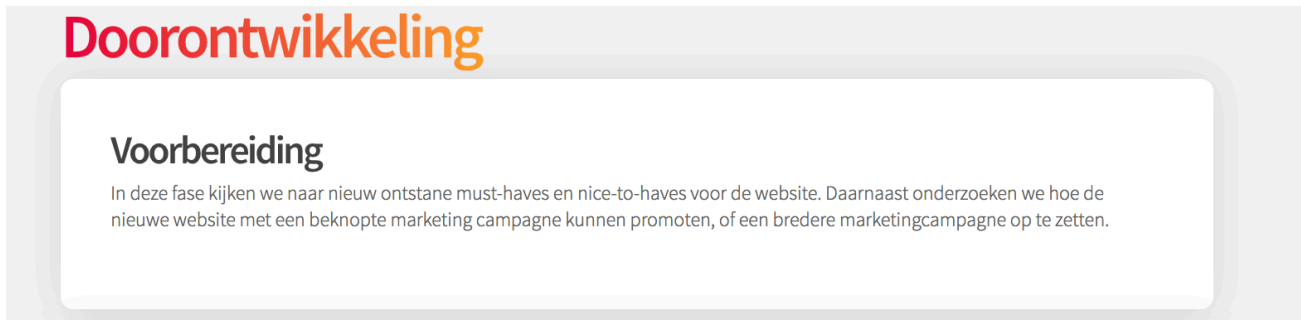 Doorontwikkeling
Voorbereiding
In deze fase kijken we naar nieuw ontstane must-haves en nice-to-haves voor de website. Daarnaast onderzoeken we hoe de
nieuwe website met een beknopte marketing campagne kunnen promoten, of een bredere marketingcampagne op te zetten.